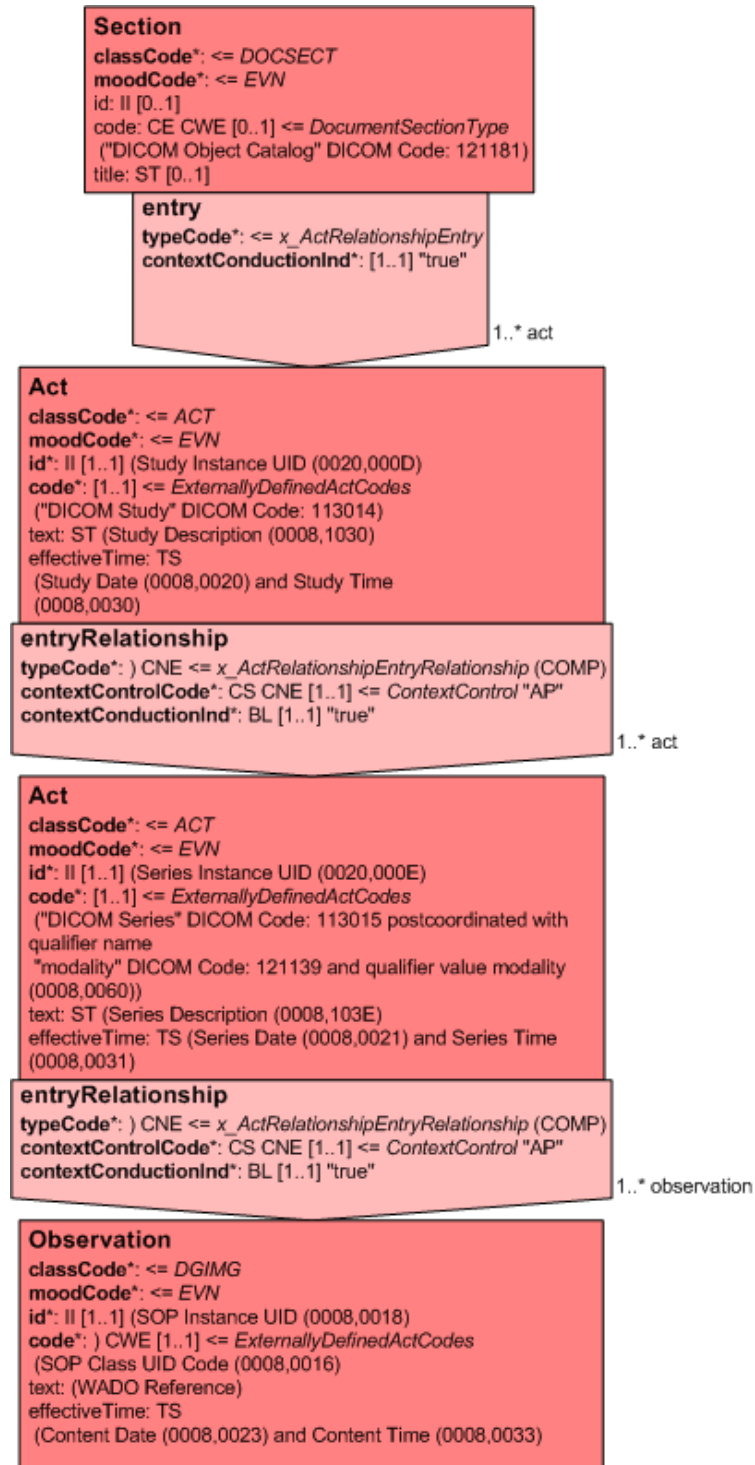 Section
classCode*: <= DOCSECT
moodCode*: <= EVN
id: II [0..1]
code: CE CWE [0..1] <= DocumentSectionType
("DICOM Object Catalog" DICOM Code: 121181)
title: ST [0..1]
entry
typeCode*: <= x_ActRelationshipEntry
contextConductionInd*: [1..1] "true"
1..* act
Act
classCode*: <= ACT
moodCode*: <= EVN
id*: II [1..1] (Study Instance UID (0020,000D)
code*: [1..1] <= ExternallyDefinedActCodes
("DICOM Study" DICOM Code: 113014)
text: ST (Study Description (0008,1030)
effectiveTime: TS
(Study Date (0008,0020) and Study Time
(0008,0030)
entryRelationship
typeCode*: ) CNE <= x_ActRelationshipEntryRelationship (COMP)
contextControlCode*: CS CNE [1..1] <= ContextControl "AP"
contextConductionInd*: BL [1..1] "true"
1..* act
Act
classCode*: <= ACT
moodCode*: <= EVN
id*: II [1..1] (Series Instance UID (0020,000E)
code*: [1..1] <= ExternallyDefinedActCodes
("DICOM Series" DICOM Code: 113015 postcoordinated with
qualifier name
"modality" DICOM Code: 121139 and qualifier value modality
(0008,0060))
text: ST (Series Description (0008,103E)
effectiveTime: TS (Series Date (0008,0021) and Series Time
(0008,0031)
entryRelationship
typeCode*: ) CNE <= x_ActRelationshipEntryRelationship (COMP)
contextControlCode*: CS CNE [1..1] <= ContextControl "AP"
contextConductionInd*: BL [1..1] "true"
1..* observation
Observation
classCode*: <= DGIMG
moodCode*: <= EVN
id*: II [1..1] (SOP Instance UID (0008,0018)
code*: ) CWE [1..1] <= ExternallyDefinedActCodes
(SOP Class UID Code (0008,0016)
text: (WADO Reference)
effectiveTime: TS
(Content Date (0008,0023) and Content Time (0008,0033)